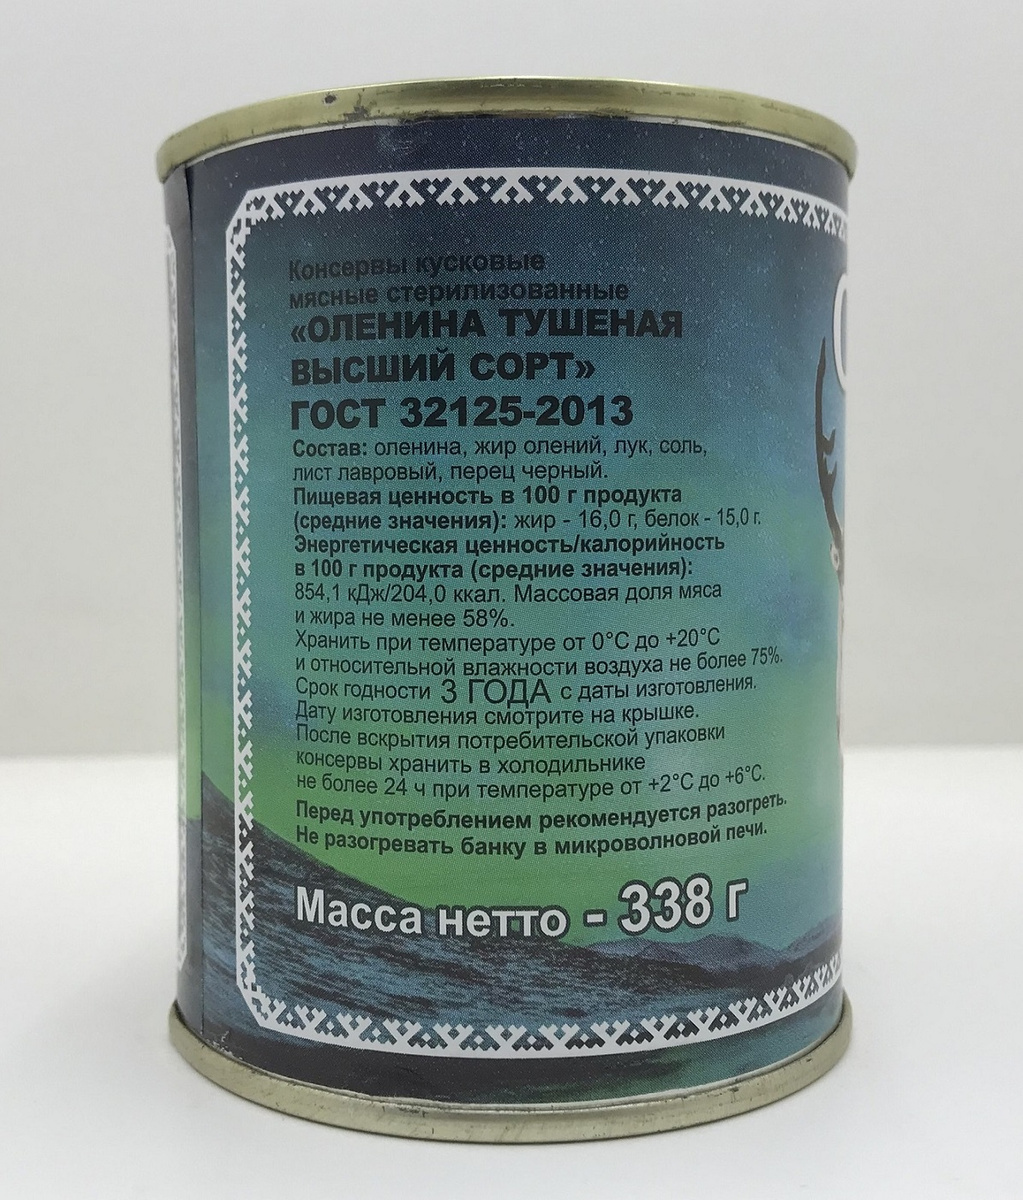 Консервы кусковые
мясные стерилизованные
«ОЛЕНИНА ТУШЕНАЯ
ВЫСШИЙ СОРТ»
ГОСТ 32125-2013
Состав: оленина, жир олений, лук, соль,
лист лавровый, перец черный.
Пищевая ценность в 100 г продукта
(средние значения): жир - 16,0 г, белок - 15,0 г.
Энергетическая ценность/калорийность
в 100 г продукта (средние значения):
854,1 кДж/204,0 ккал. Массовая доля мяса
и жира не менее 58%.
Хранить при температуре от 0°С до +20°С
и относительной влажности воздуха не более 75%.
Срок годности 3 ГОДА с даты изготовления.
Дату изготовления смотрите на крышке.
После вскрытия потребительской упаковки
консервы хранить в холодильнике
не более 24 ч при температуре от +2°С до +6°С.
Перед употреблением рекомендуется разогреть.
Не разогревать банку в микроволновой печи.
Масса нетто - 338 г